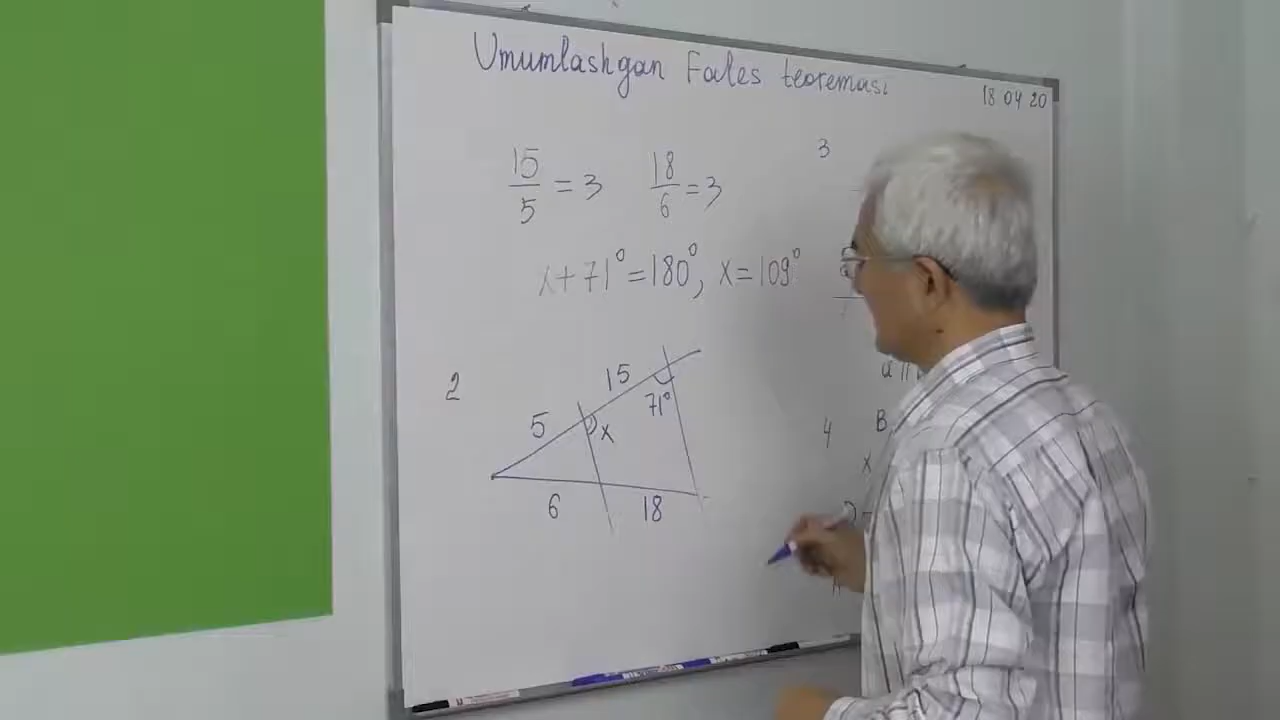 Umumlashgan Fales teoremasi
18 04 20
15/5 = 3 18/6 = 3
x + 71° = 180°, x = 109°
2
5
15
71°
x
6
18
3
4
B
x